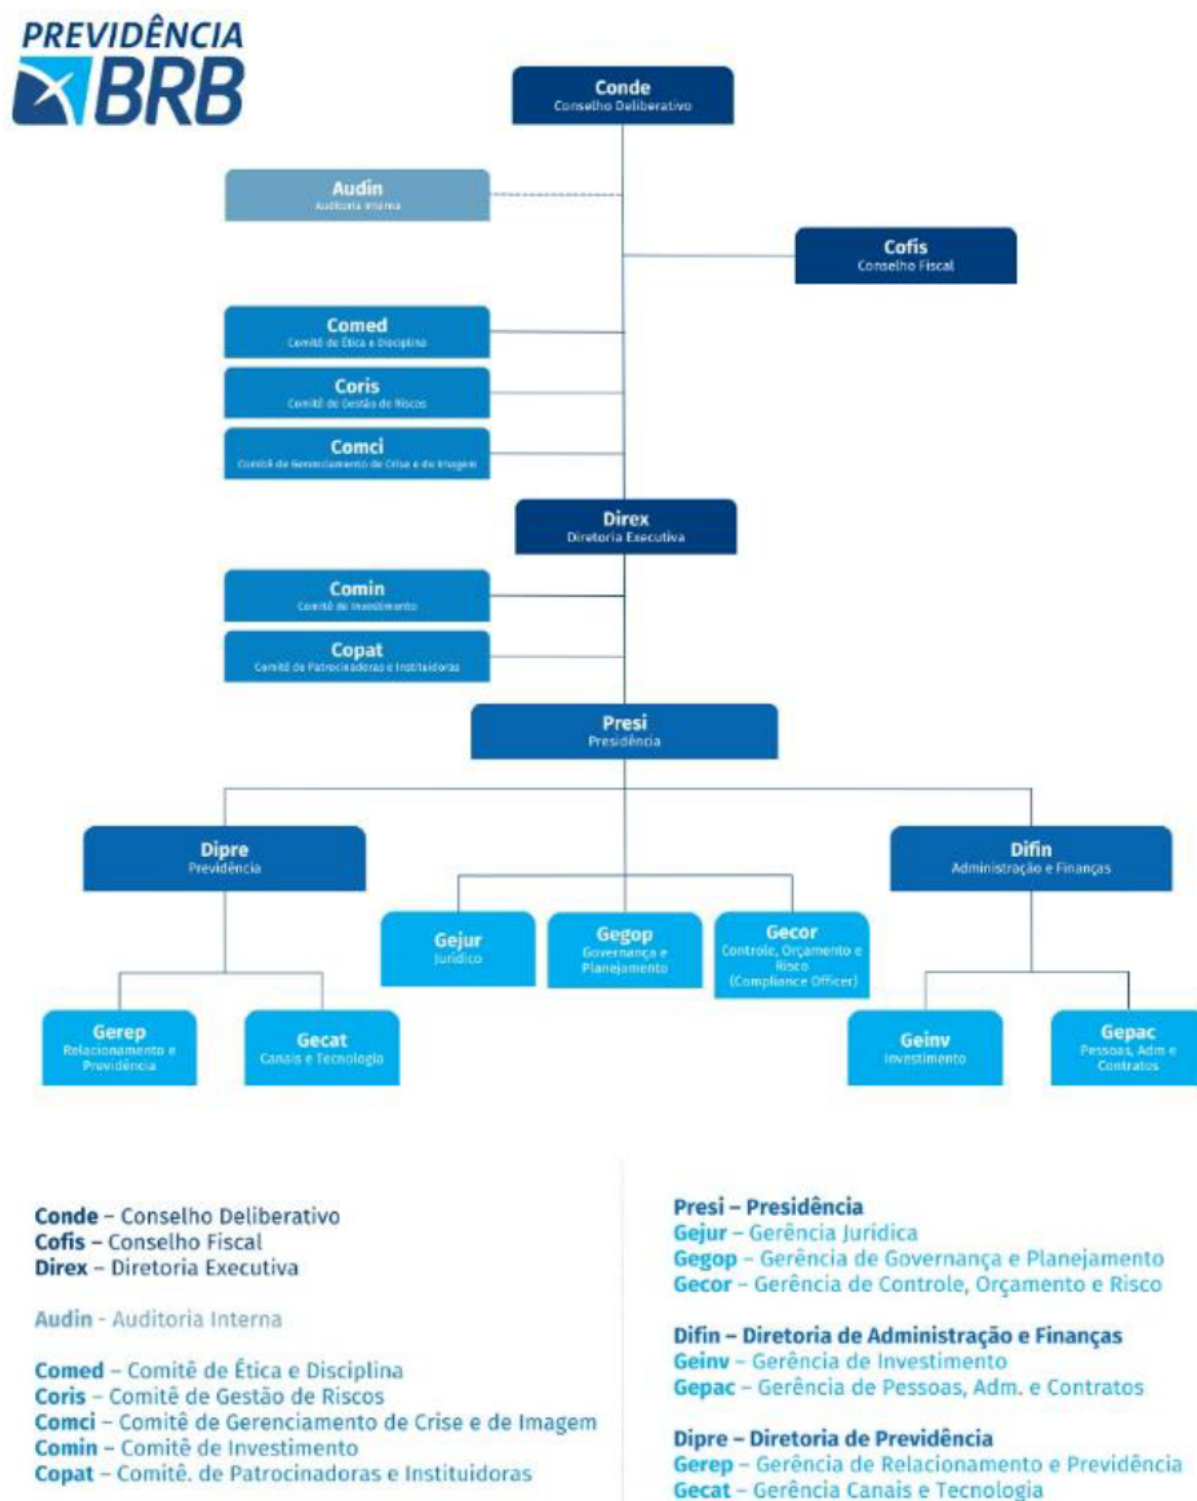 PREVIDÊNCIA
BRB
Conde
Conselho Deliberativo
Audin
Auditoria Interna
Cofis
Conselho Fiscal
Comed
Comitê de Ética e Disciplina
Coris
Comitê de Gestão de Riscos
Comci
Comitê de Gerenciamento de Crise e de Imagem
Direx
Diretoria Executiva
Comin
Comitê de Investimento
Copat
Comitê de Patrocinadoras e Instituidoras
Presi
Presidência
Dipre
Previdência
Difin
Administração e Finanças
Gejur
Jurídico
Gegop
Governança e
Planejamento
Gecor
Controle, Orçamento e
Risco
(Compliance Officer)
Gerep
Relacionamento e
Previdência
Gecat
Canais e Tecnologia
Geinv
Investimento
Gepac
Pessoas, Adm e
Contratos
Conde – Conselho Deliberativo
Cofis – Conselho Fiscal
Direx – Diretoria Executiva
Audin - Auditoria Interna
Comed – Comitê de Ética e Disciplina
Coris – Comitê de Gestão de Riscos
Comci – Comitê de Gerenciamento de Crise e de Imagem
Comin – Comitê de Investimento
Copat – Comitê. de Patrocinadoras e Instituidoras
Presi – Presidência
Gejur – Gerência Jurídica
Gegop – Gerência de Governança e Planejamento
Gecor – Gerência de Controle, Orçamento e Risco
Difin – Diretoria de Administração e Finanças
Geinv – Gerência de Investimento
Gepac – Gerência de Pessoas, Adm. e Contratos
Dipre – Diretoria de Previdência
Gerep – Gerência de Relacionamento e Previdência
Gecat – Gerência Canais e Tecnologia